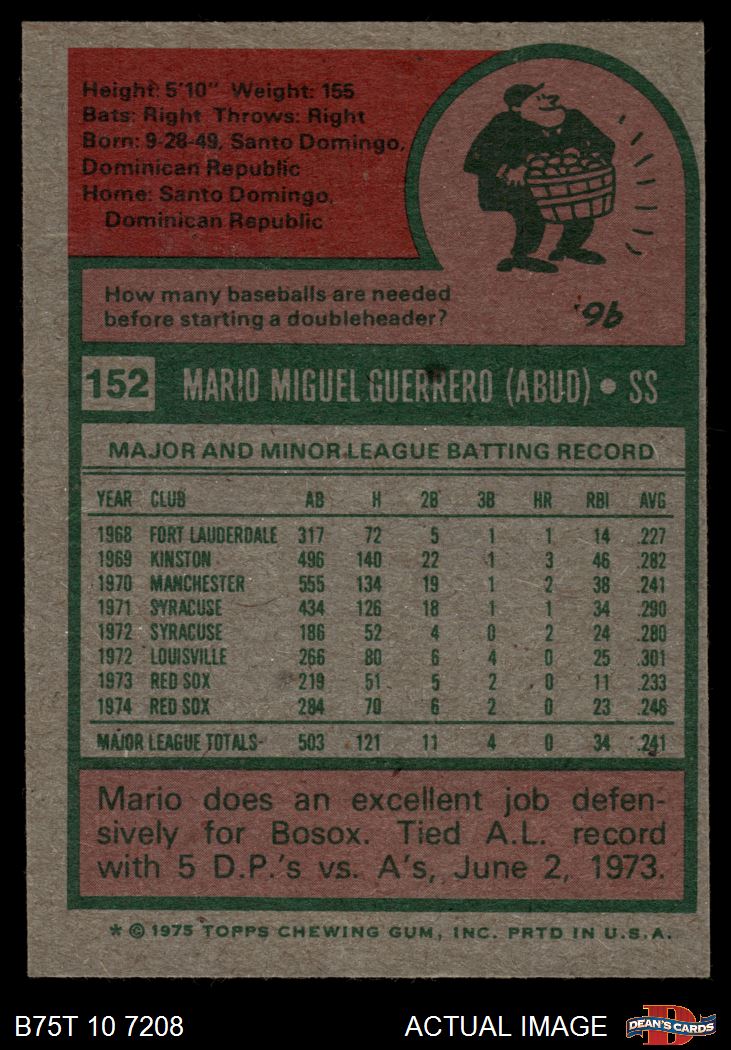 Height: 5'10" Weight: 155
Bats: Right Throws: Right
Born: 9-28-49, Santo Domingo,
Dominican Republic
Home: Santo Domingo,
Dominican Republic
How many baseballs are needed
before starting a doubleheader?
96.
152 MARIO MIGUEL GUERRERO (ABUD) • SS
MAJOR AND MINOR LEAGUE BATTING RECORD
YEAR CLUB AB H 2B 3B HR RBI AVG
1968 FORT LAUDERDALE 317 72 5 1 1 14 .227
1969 KINSTON 496 140 22 1 3 46 .282
1970 MANCHESTER 555 134 19 1 2 38 .241
1971 SYRACUSE 434 126 18 1 1 34 .290
1972 SYRACUSE 186 52 4 0 2 24 .280
1972 LOUISVILLE 266 80 6 4 0 25 .301
1973 RED SOX 219 51 5 2 0 11 .233
1974 RED SOX 284 70 6 2 0 23 .246
MAJOR LEAGUE TOTALS- 503 121 11 4 0 34 .241
Mario does an excellent job defen-
sively for Bosox. Tied A.L. record
with 5 D.P.'s vs. A's, June 2, 1973.
* © 1975 TOPPS CHEWING GUM, INC. PRTD IN U.S.A.
B75T 10 7208 ACTUAL IMAGE
D
DEAN'S CARDS